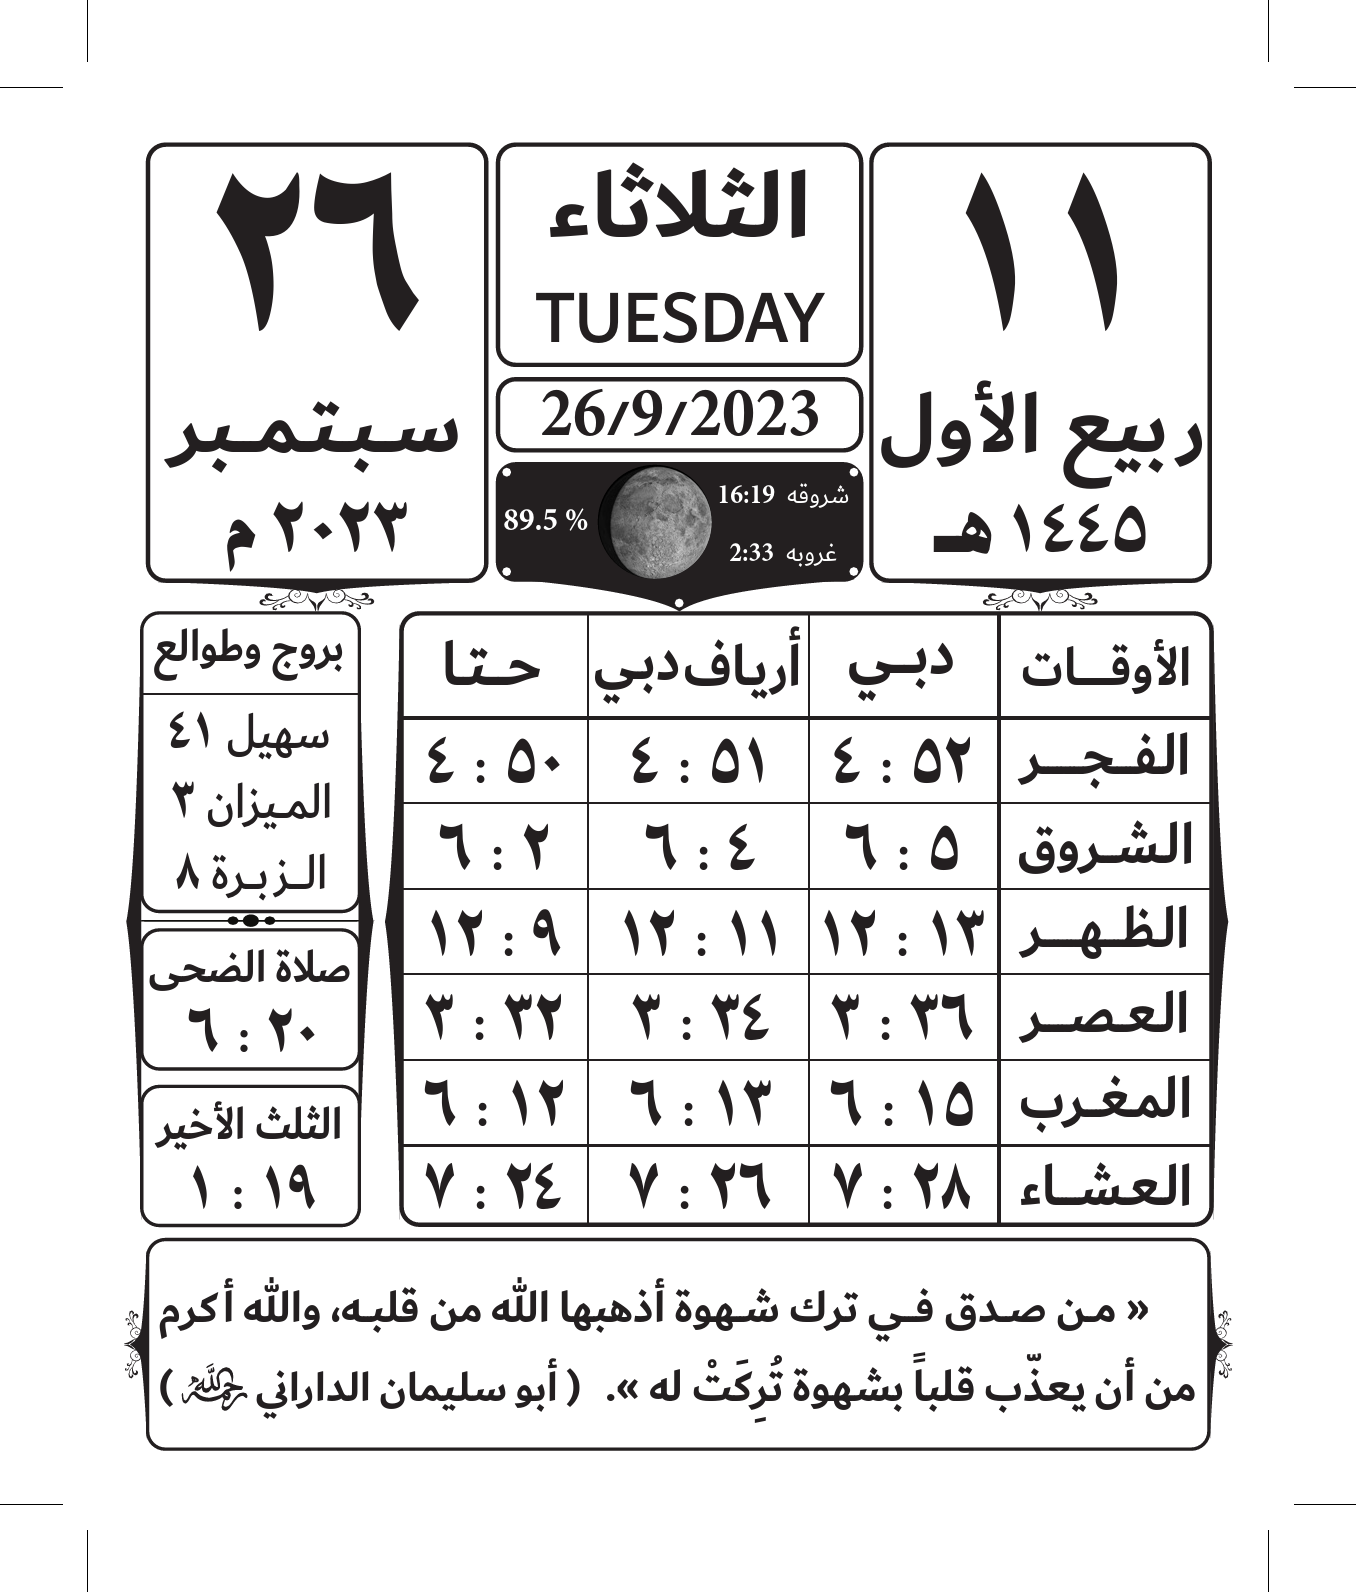 ١١
ربيع الأول
١٤٤٥ هـ
الثلاثاء
TUESDAY
26/9/2023
شروقه 16:19
غروبه 2:33
89.5 %
٢٦
سبتمبر
٢٠٢٣ م
الأوقات دبي أرياف دبي حتا
الفجر ٤ : ٥٢ ٤ : ٥١ ٤ : ٥٠
الشروق ٦ : ٥ ٦ : ٤ ٦ : ٢
الظهر ١٢ : ١٣ ١٢ : ١١ ١٢ : ٩
العصر ٣ : ٣٦ ٣ : ٣٤ ٣ : ٣٢
المغرب ٦ : ١٥ ٦ : ١٣ ٦ : ١٢
العشاء ٧ : ٢٨ ٧ : ٢٦ ٧ : ٢٤
بروج وطوالع
سهيل ٤١
الميزان ٣
الزبرة ٨
صلاة الضحى
٦ : ٢٠
الثلث الأخير
١ : ١٩
« من صدق في ترك شهوة أذهبها الله من قلبه، والله أكرم
من أن يعذّب قلباً بشهوة تُرِكَتْ له ». ( أبو سليمان الداراني رحمه الله )